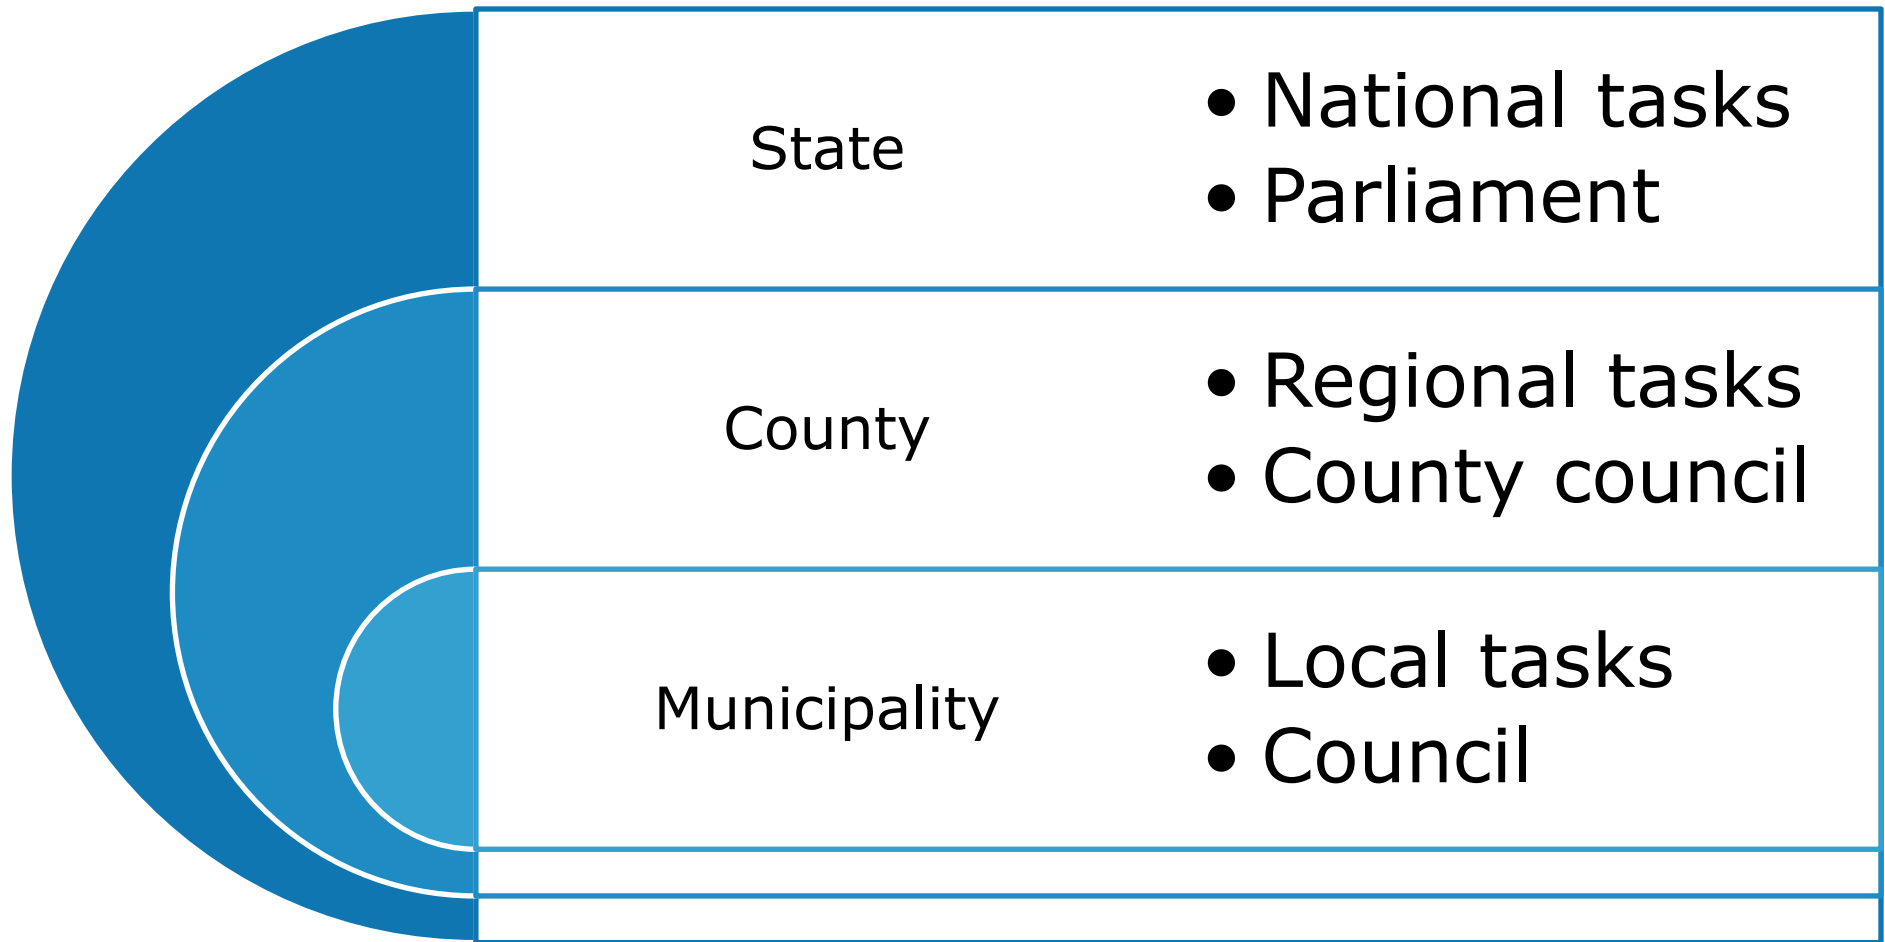 State
• National tasks
• Parliament
County
• Regional tasks
• County council
Municipality
• Local tasks
• Council